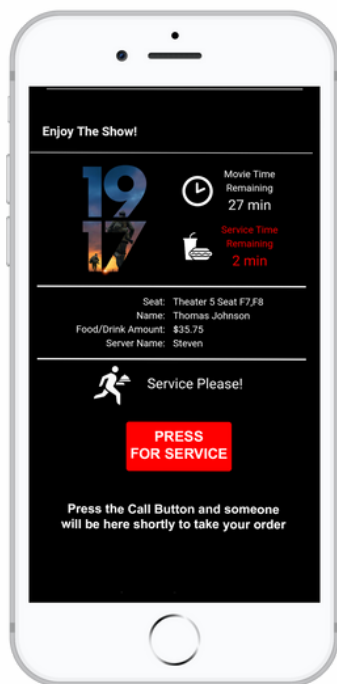 Enjoy The Show!
19
17
Movie Time
Remaining
27 min
Service Time
Remaining
2 min
Seat: Theater 5 Seat F7,F8
Name: Thomas Johnson
Food/Drink Amount: $35.75
Server Name: Steven
Service Please!
PRESS
FOR SERVICE
Press the Call Button and someone
will be here shortly to take your order